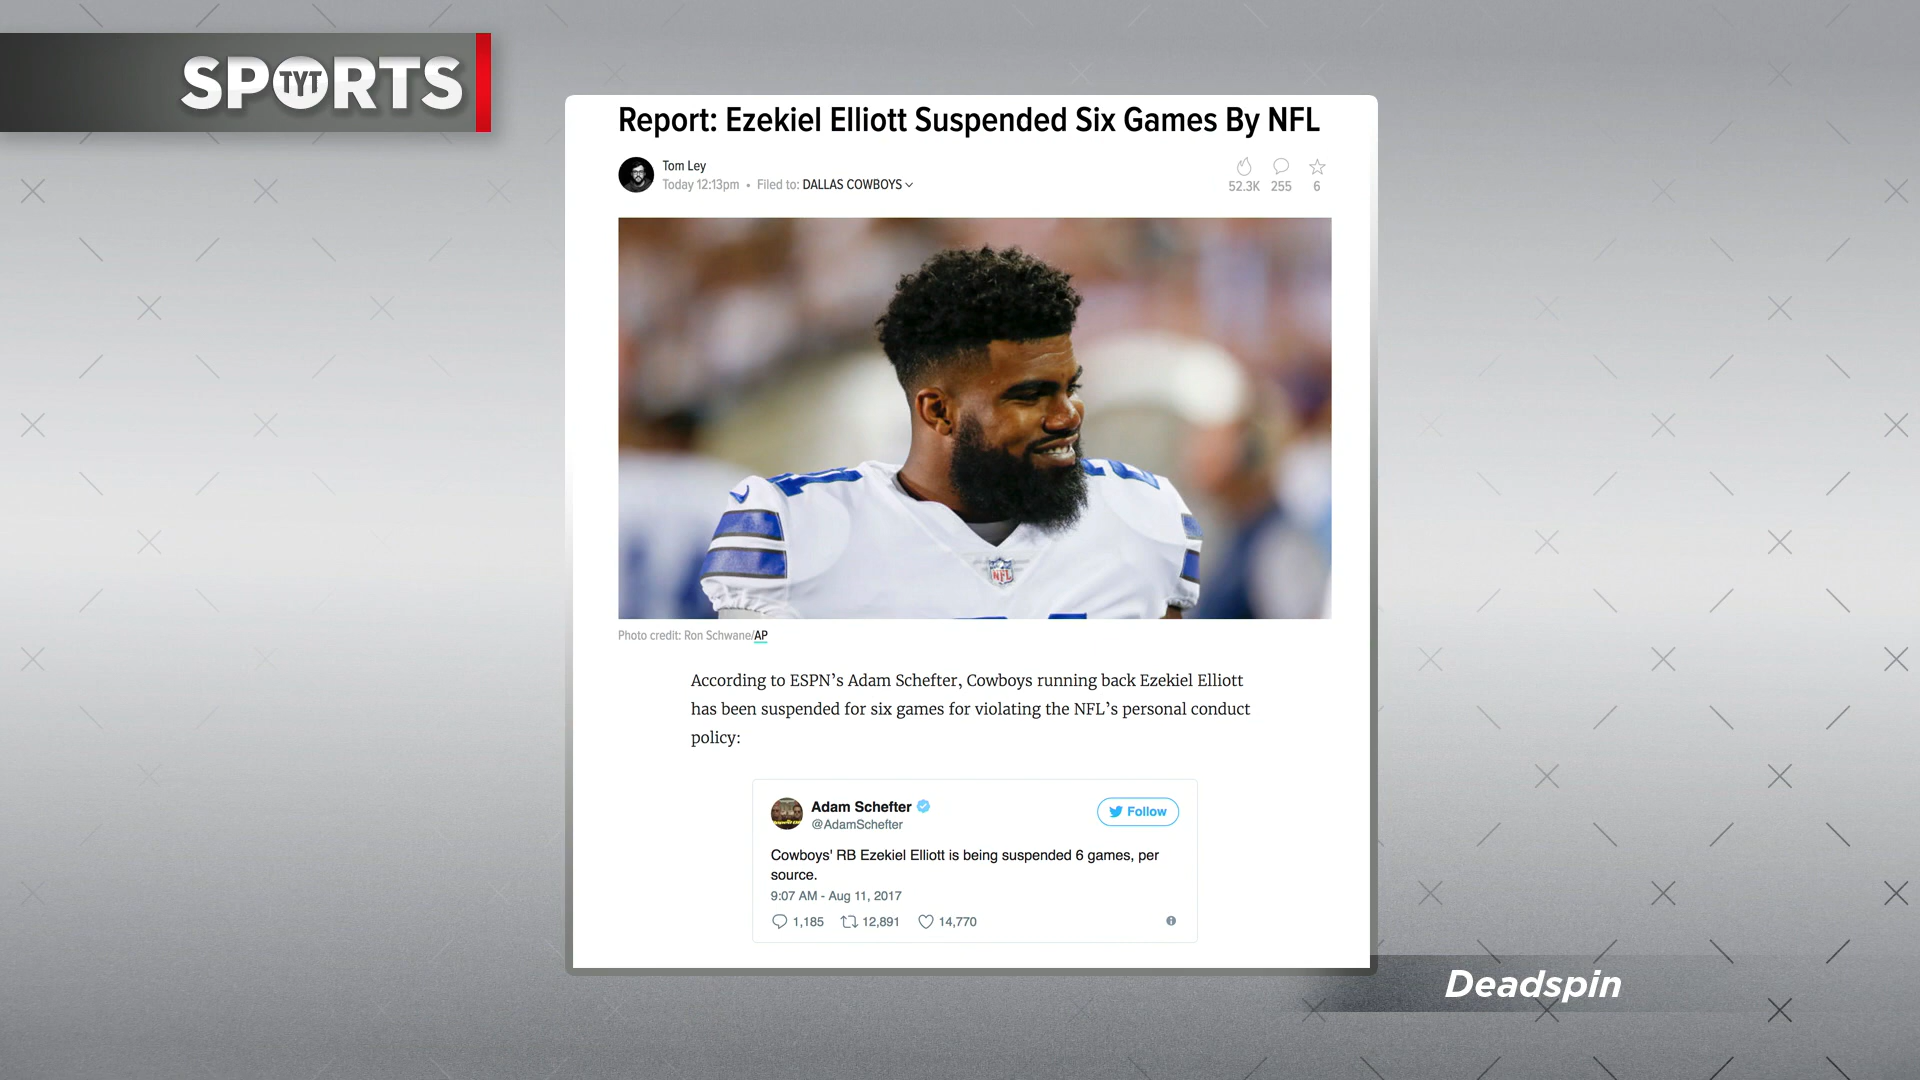 SPORTS
TYT
Report: Ezekiel Elliott Suspended Six Games By NFL
Tom Ley
Today 12:13pm • Filed to: DALLAS COWBOYS
52.3K 255 6
NFL
Photo credit: Ron Schwane/AP
According to ESPN’s Adam Schefter, Cowboys running back Ezekiel Elliott
has been suspended for six games for violating the NFL’s personal conduct
policy:
Adam Schefter
@AdamSchefter
Follow
Cowboys' RB Ezekiel Elliott is being suspended 6 games, per
source.
9:07 AM - Aug 11, 2017
1,185 12,891 14,770
Deadspin